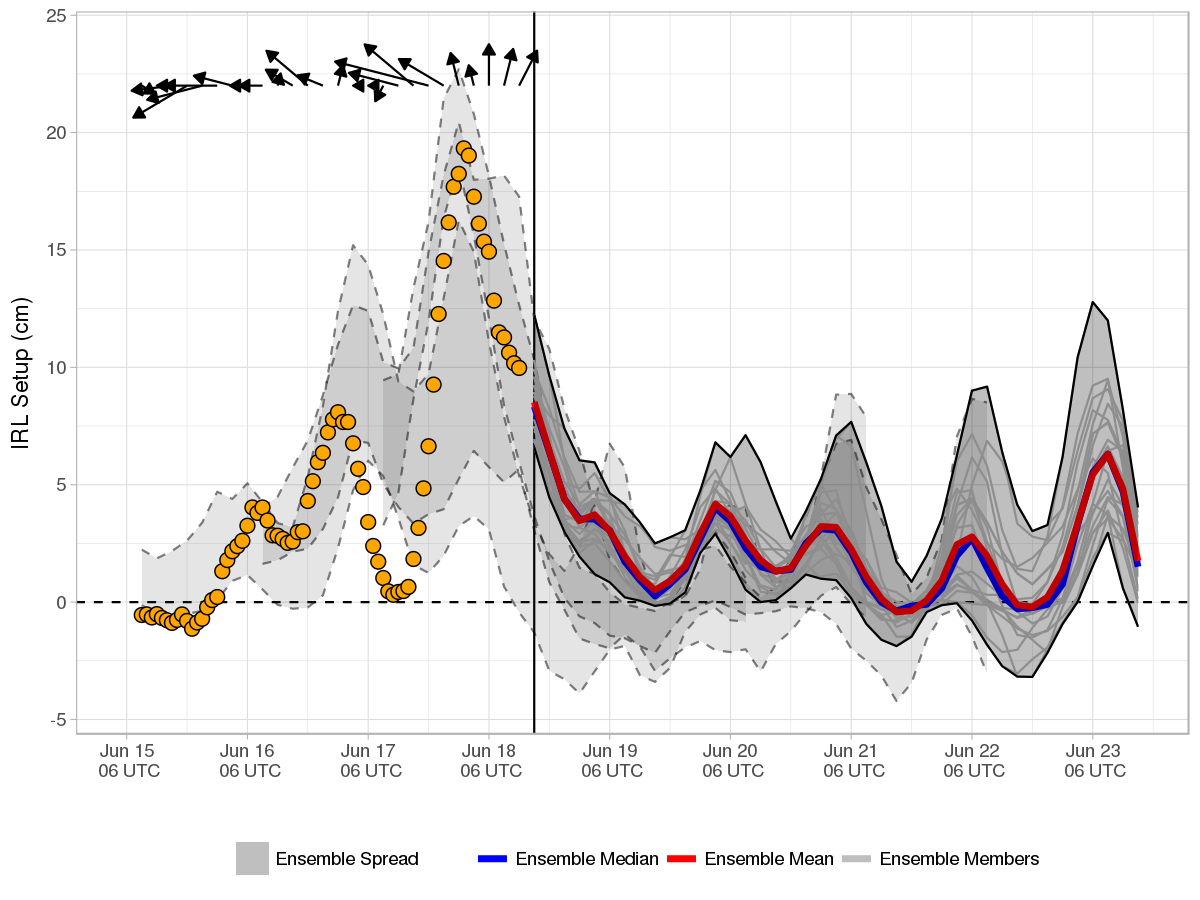 25
20
15
10
5
0
-5
IRL Setup (cm)
Jun 15
06 UTC
Jun 16
06 UTC
Jun 17
06 UTC
Jun 18
06 UTC
Jun 19
06 UTC
Jun 20
06 UTC
Jun 21
06 UTC
Jun 22
06 UTC
Jun 23
06 UTC
Ensemble Spread
Ensemble Median
Ensemble Mean
Ensemble Members